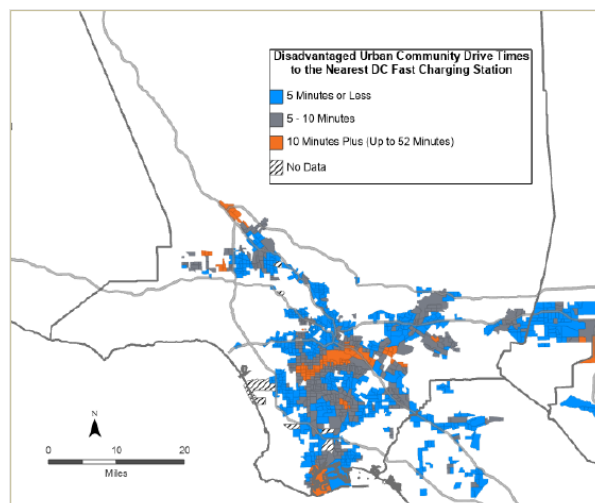 Disadvantaged Urban Community Drive Times
to the Nearest DC Fast Charging Station
5 Minutes or Less
5 - 10 Minutes
10 Minutes Plus (Up to 52 Minutes)
No Data
N
0 10 20
Miles